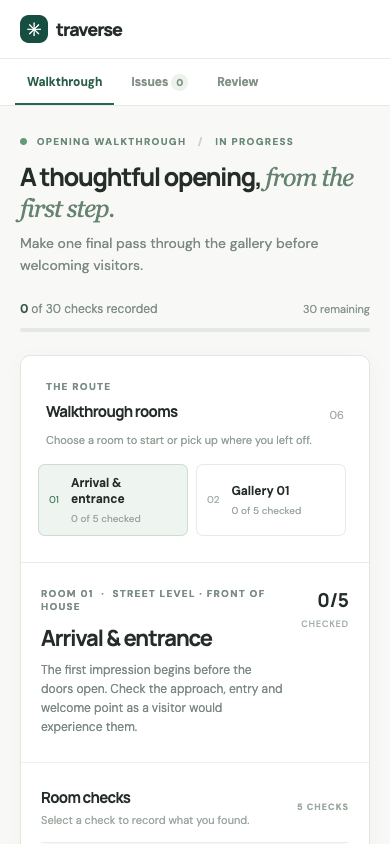 traverse
Walkthrough Issues 0 Review
OPENING WALKTHROUGH / IN PROGRESS
A thoughtful opening, from the
first step.
Make one final pass through the gallery before
welcoming visitors.
0 of 30 checks recorded 30 remaining
THE ROUTE
Walkthrough rooms 06
Choose a room to start or pick up where you left off.
01 Arrival &
entrance
0 of 5 checked
02 Gallery 01
0 of 5 checked
ROOM 01 · STREET LEVEL · FRONT OF
HOUSE
0/5
CHECKED
Arrival & entrance
The first impression begins before the
doors open. Check the approach, entry and
welcome point as a visitor would
experience them.
Room checks 5 CHECKS
Select a check to record what you found.